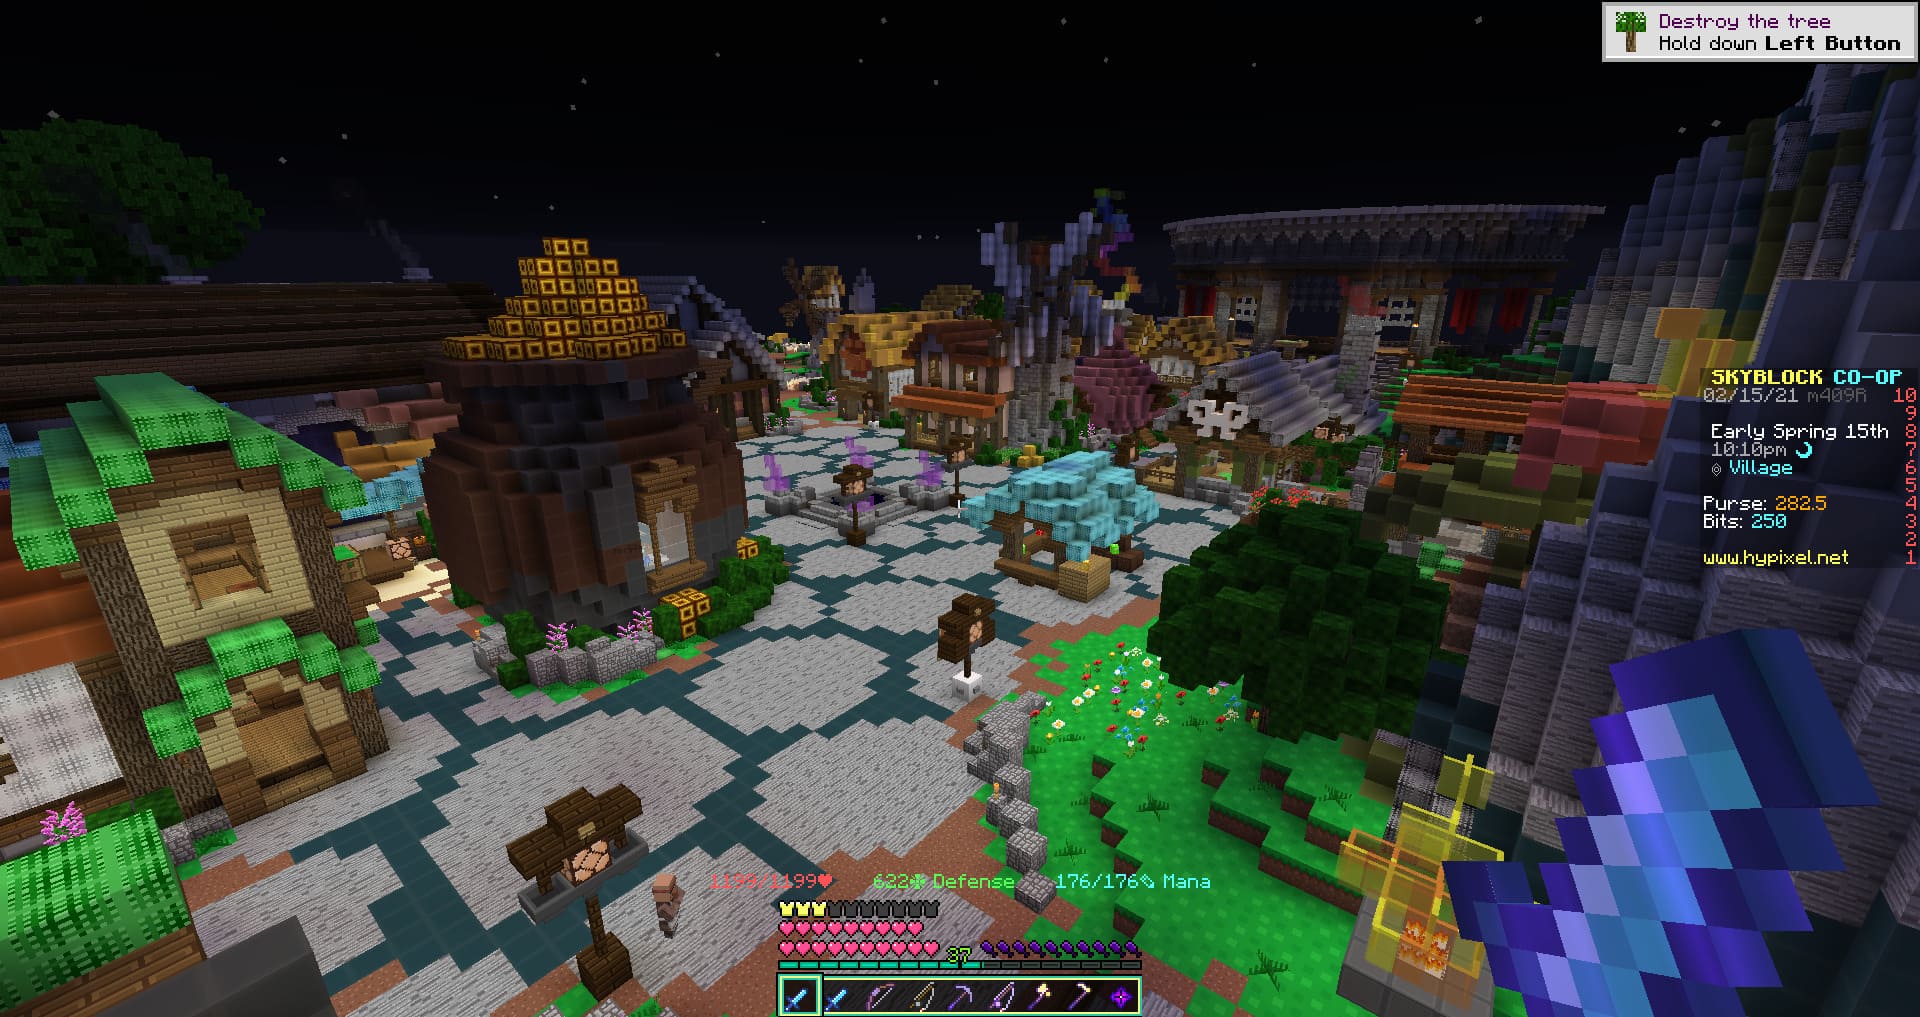 Destroy the tree
Hold down Left Button
SKYBLOCK CO-OP
02/15/21 m409R 10
9
Early Spring 15th 8
10:10pm 7
Village 6
5
Purse: 282.5 4
Bits: 250 3
2
www.hypixel.net 1
1199/1199❤ 622 Defense 176/176 Mana
37